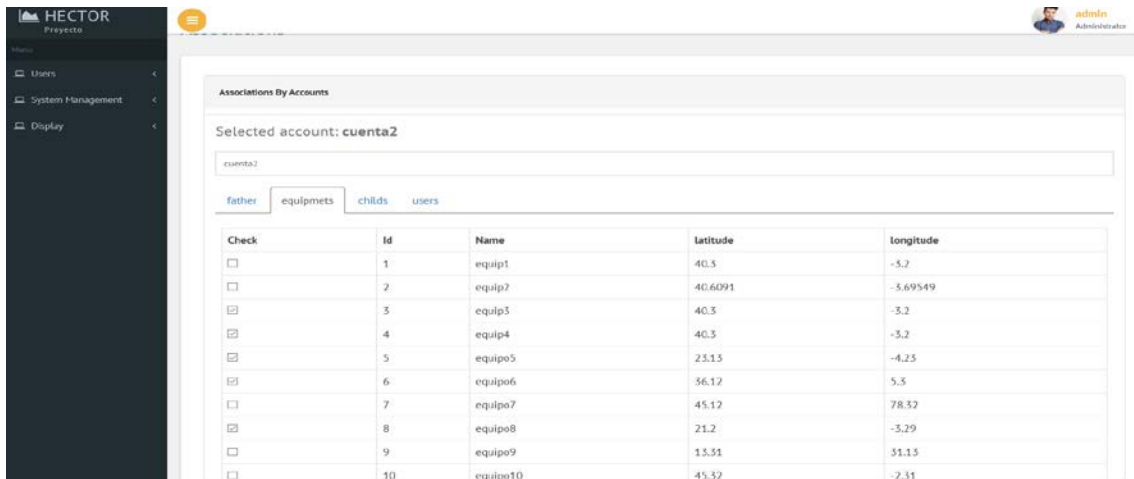 HECTOR
Proyecto
admin
Administrator
Associations
Menu
Users
System Management
Display
Associations By Accounts
Selected account: cuenta2
cuenta2
father equipmets childs users
Check Id Name latitude longitude
1 equip1 40.3 -3.2
2 equip2 40.6091 -3.69549
3 equip3 40.3 -3.2
4 equip4 40.3 -3.2
5 equipo5 23.13 -4.23
6 equipo6 36.12 5.3
7 equipo7 45.12 78.32
8 equipo8 21.2 -3.29
9 equipo9 13.31 31.13
10 equipo10 45.32 -2.31